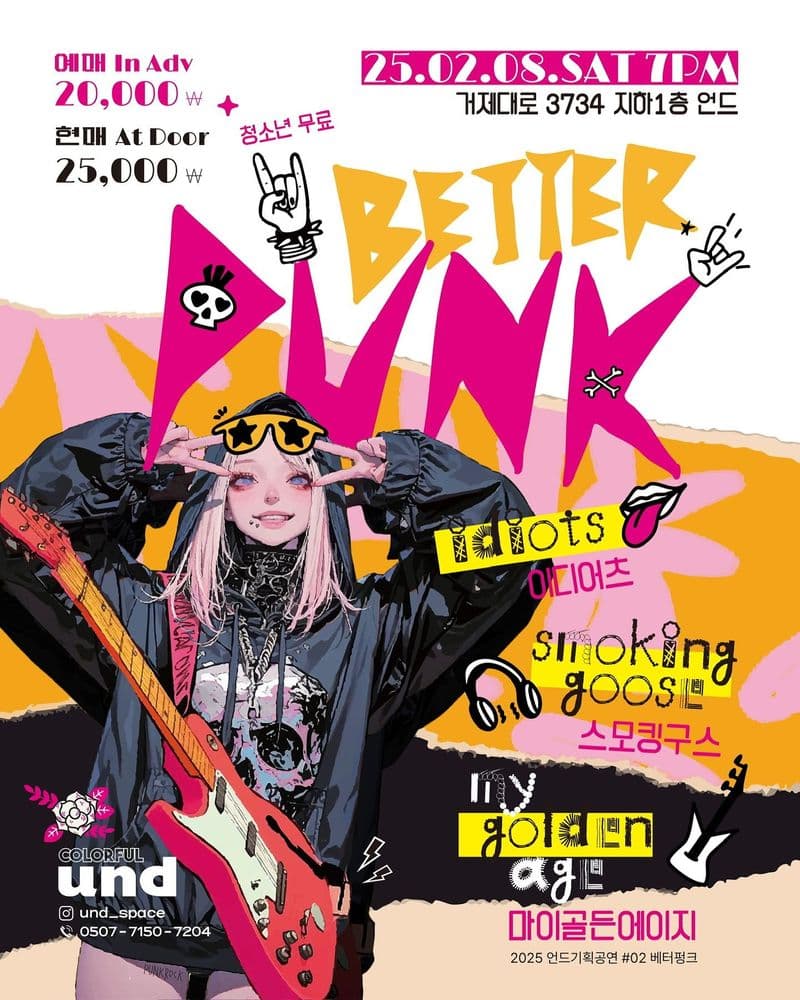 예매 In Adv
20,000 ₩
현매 At Door
25,000 ₩
청소년 무료
25.02.08.SAT 7PM
거제대로 3734 지하1층 언드
BETTER
PUNK
idiots
이디어츠
smoking
goose
스모킹구스
my
golden
age
마이골든에이지
2025 언드기획공연 #02 베터펑크
COLORFUL
und
und_space
0507-7150-7204
PUNKROCK